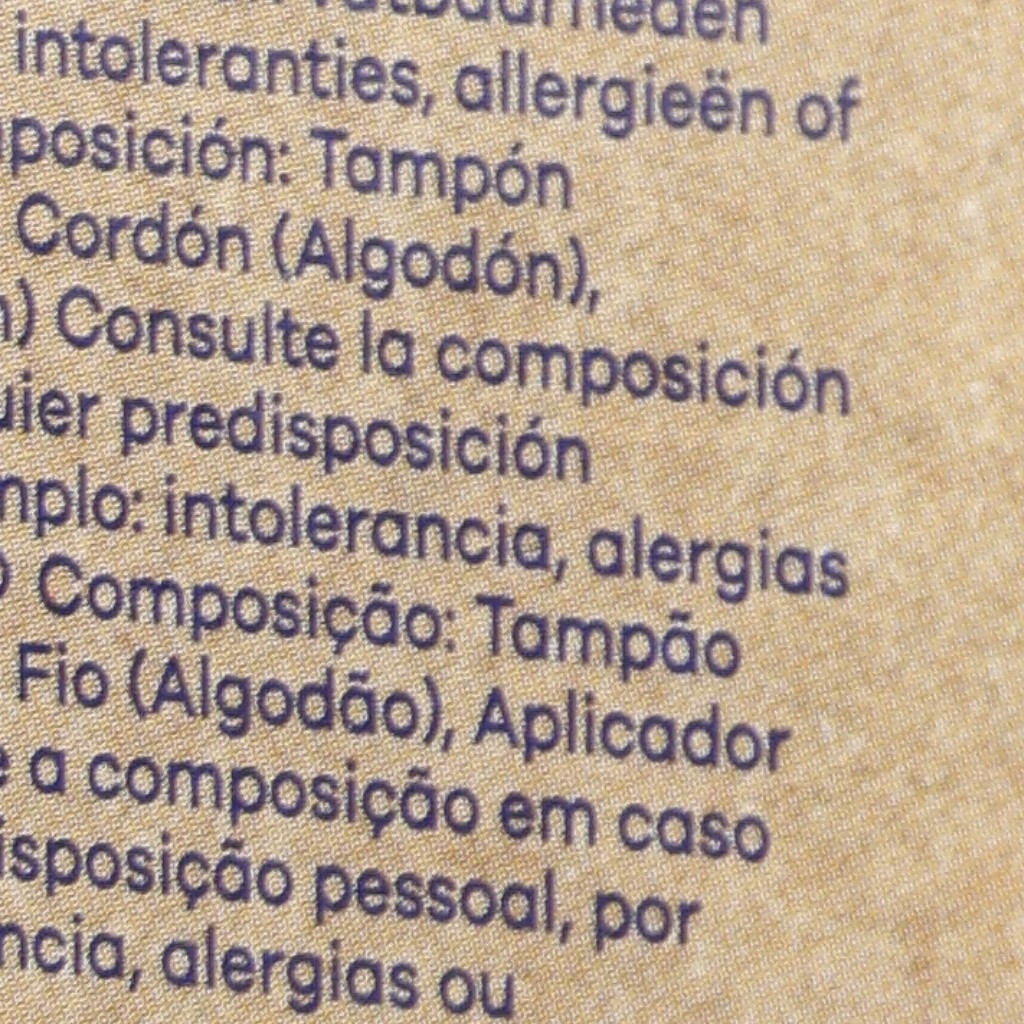 intoleranties, allergieën of
posición: Tampón
Cordón (Algodón),
) Consulte la composición
uier predisposición
mplo: intolerancia, alergias
Composição: Tampão
Fio (Algodão), Aplicador
e a composição em caso
isposição pessoal, por
ncia, alergias ou